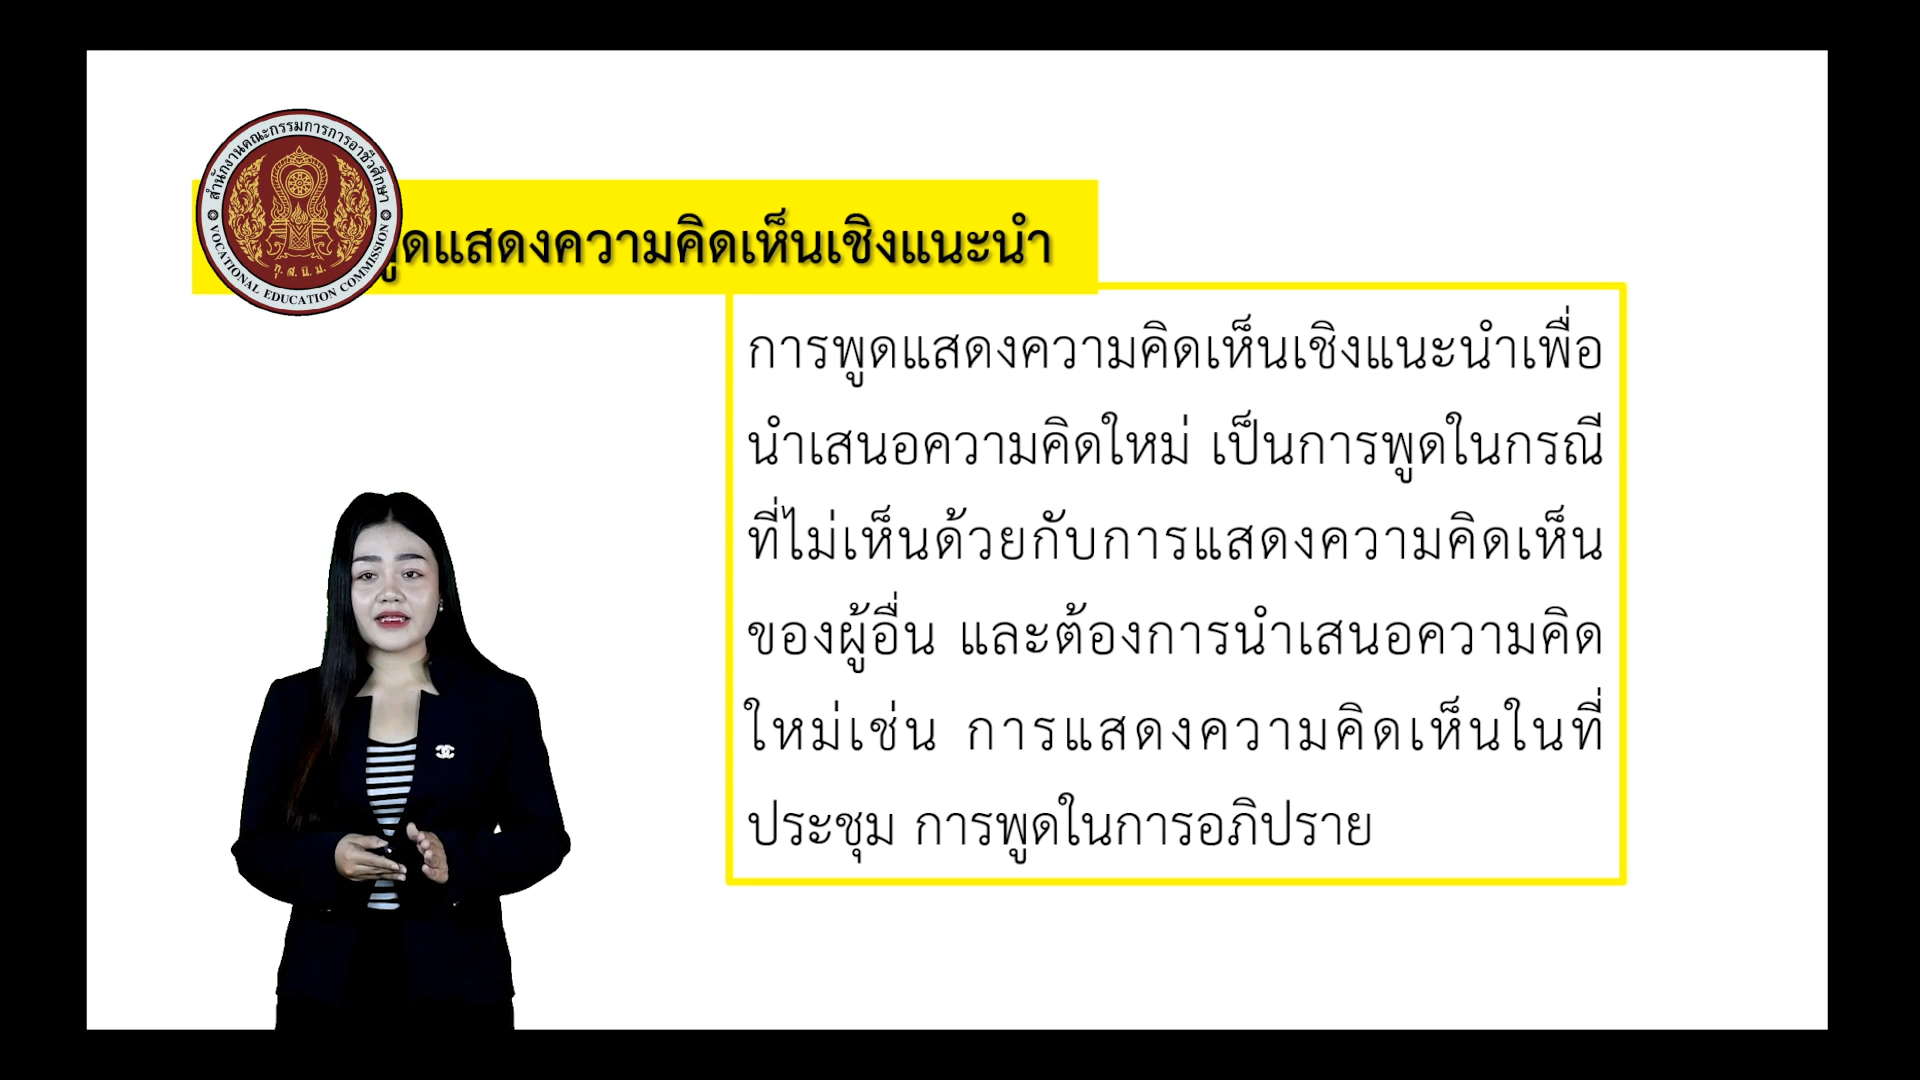 สำนักงานคณะกรรมการการอาชีวศึกษา
ทุ. ส. นิ. ม.
VOCATIONAL EDUCATION COMMISSION
พูดแสดงความคิดเห็นเชิงแนะนำ
การพูดแสดงความคิดเห็นเชิงแนะนำเพื่อ
นำเสนอความคิดใหม่ เป็นการพูดในกรณี
ที่ไม่เห็นด้วยกับการแสดงความคิดเห็น
ของผู้อื่น และต้องการนำเสนอความคิด
ใหม่เช่น การแสดงความคิดเห็นในที่
ประชุม การพูดในการอภิปราย